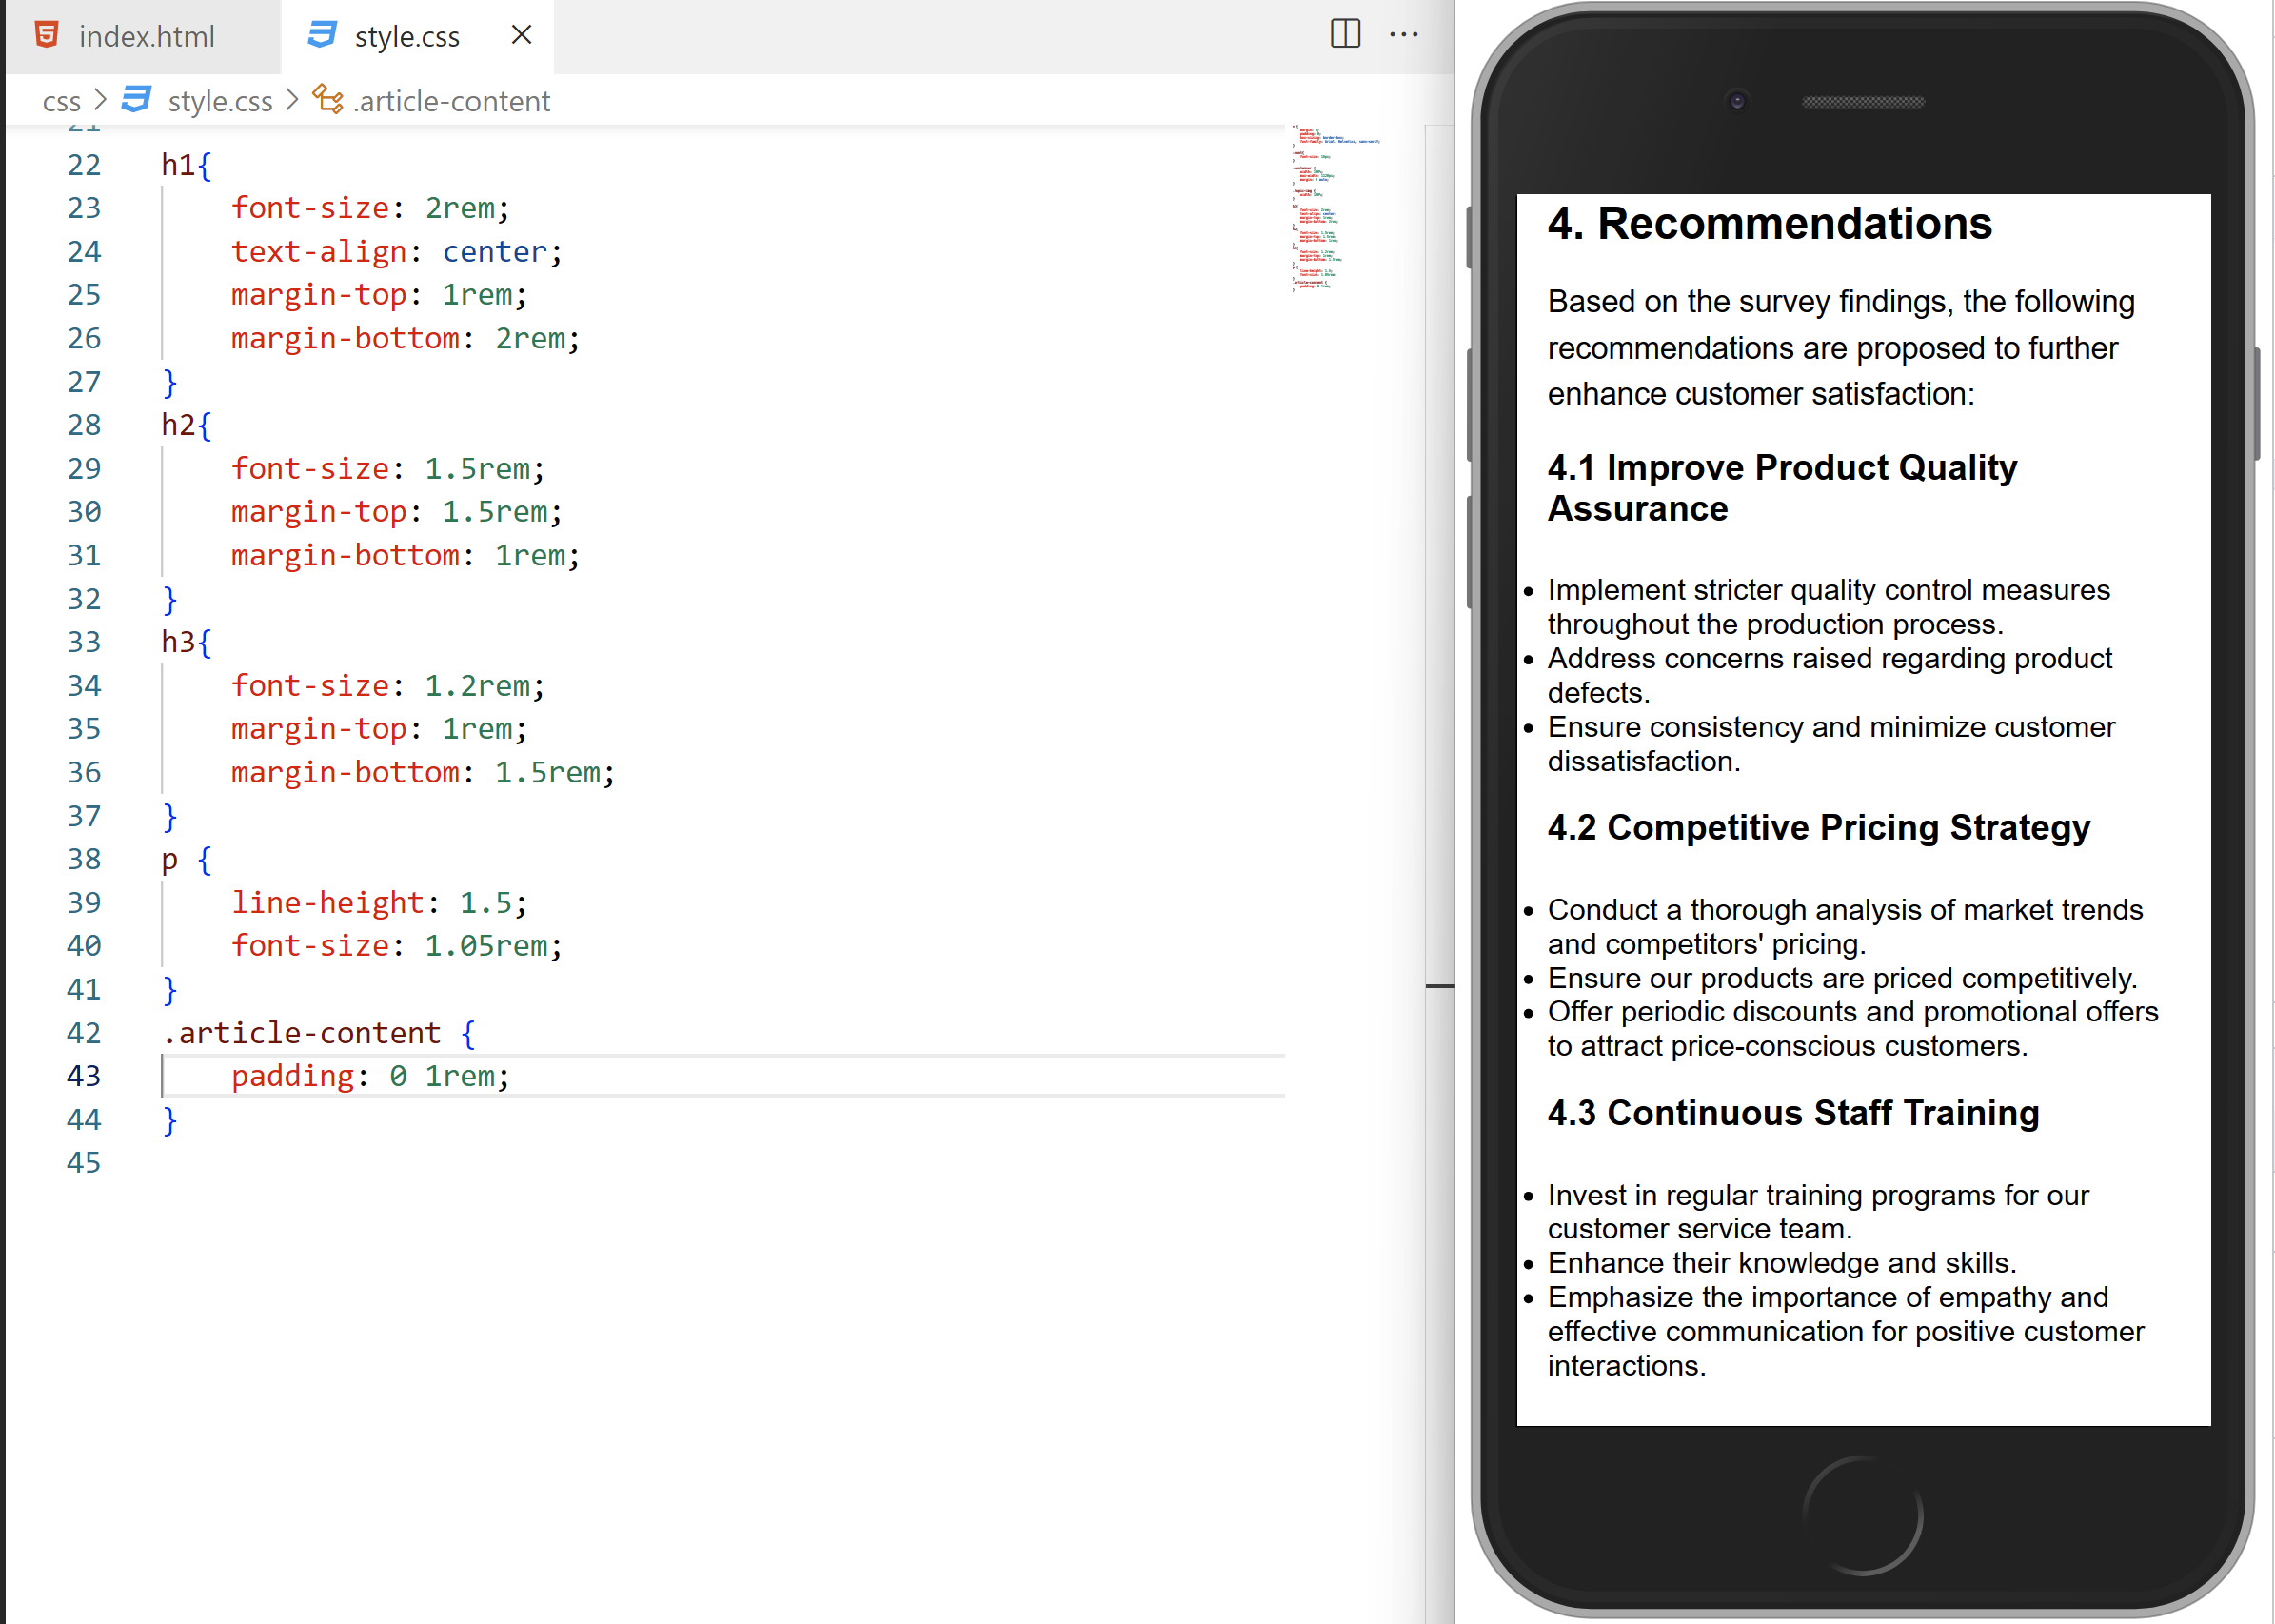 index.html
style.css
css > style.css > .article-content
21
22 h1{
23 font-size: 2rem;
24 text-align: center;
25 margin-top: 1rem;
26 margin-bottom: 2rem;
27 }
28 h2{
29 font-size: 1.5rem;
30 margin-top: 1.5rem;
31 margin-bottom: 1rem;
32 }
33 h3{
34 font-size: 1.2rem;
35 margin-top: 1rem;
36 margin-bottom: 1.5rem;
37 }
38 p {
39 line-height: 1.5;
40 font-size: 1.05rem;
41 }
42 .article-content {
43 padding: 0 1rem;
44 }
45
4. Recommendations
Based on the survey findings, the following
recommendations are proposed to further
enhance customer satisfaction:
4.1 Improve Product Quality
Assurance
• Implement stricter quality control measures
throughout the production process.
• Address concerns raised regarding product
defects.
• Ensure consistency and minimize customer
dissatisfaction.
4.2 Competitive Pricing Strategy
• Conduct a thorough analysis of market trends
and competitors' pricing.
• Ensure our products are priced competitively.
• Offer periodic discounts and promotional offers
to attract price-conscious customers.
4.3 Continuous Staff Training
• Invest in regular training programs for our
customer service team.
• Enhance their knowledge and skills.
• Emphasize the importance of empathy and
effective communication for positive customer
interactions.